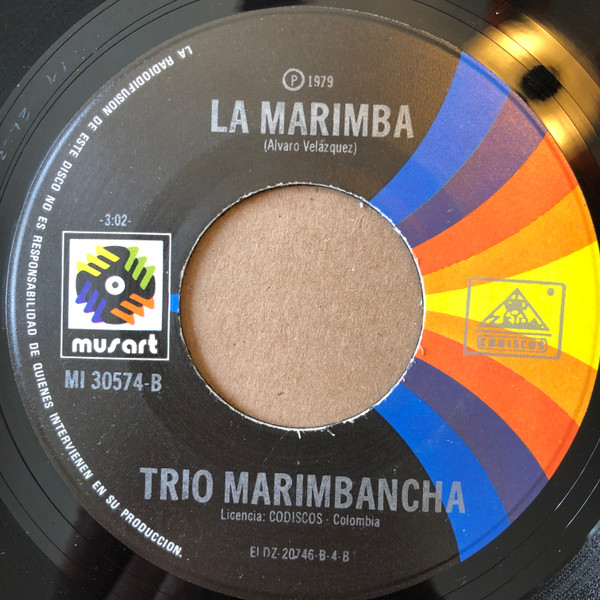 Ⓟ 1979
LA MARIMBA
(Alvaro Velázquez)
-3:02-
musart
MI 30574-B
CODISCOS
TRIO MARIMBANCHA
Licencia: CODISCOS - Colombia
EI DZ-20746-B-4-B
LA RADIODIFUSION DE ESTE DISCO NO ES RESPONSABILIDAD DE QUIENES INTERVIENEN EN SU PRODUCCION.